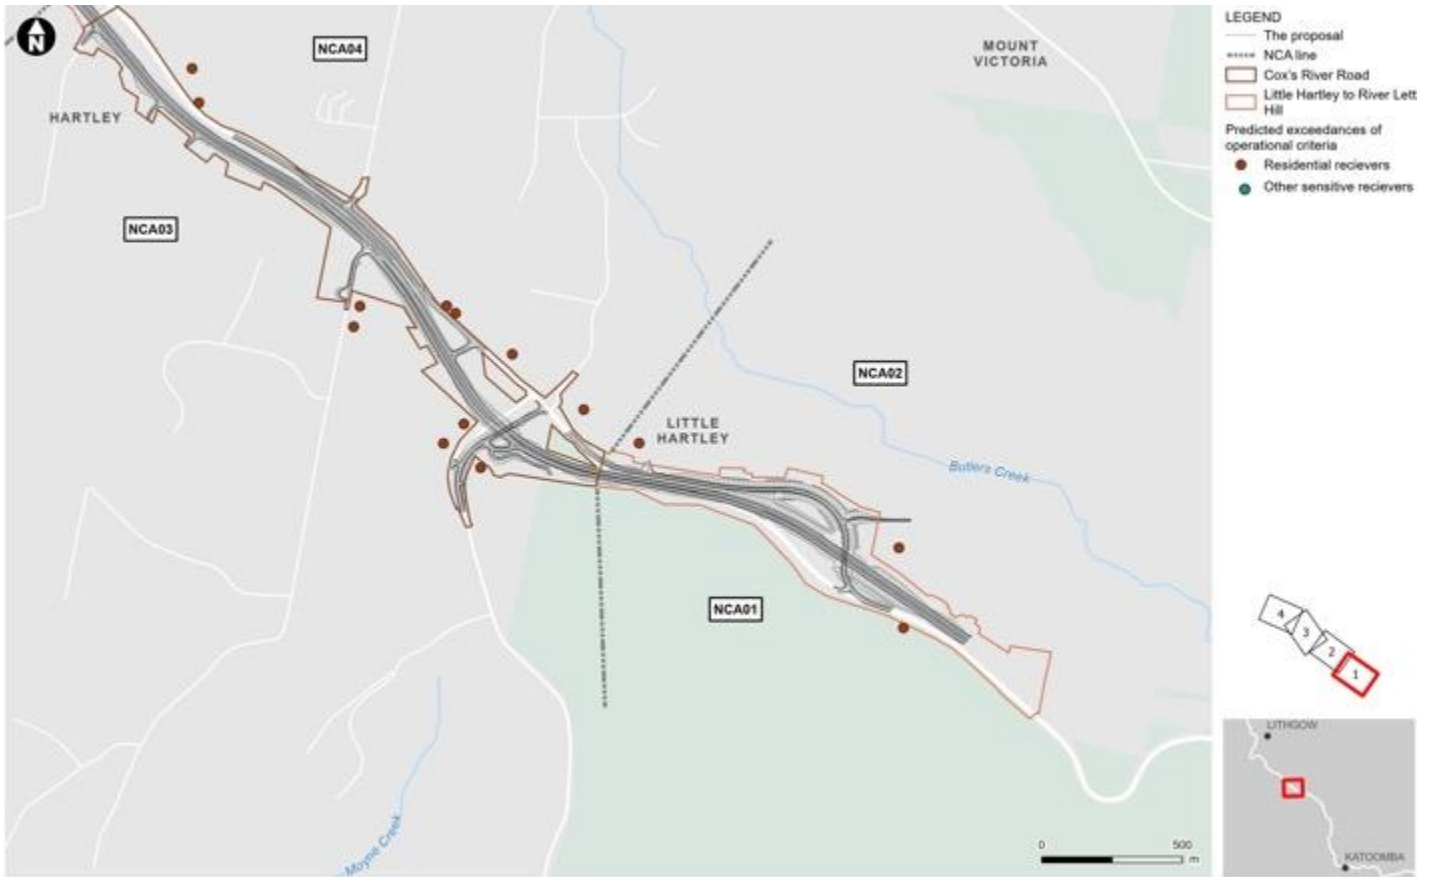 N
NCA04
MOUNT
VICTORIA
HARTLEY
NCA03
NCA02
LITTLE
HARTLEY
Butlers Creek
NCA01
Moyne Creek
0 500
m
LEGEND
The proposal
NCA line
Cox's River Road
Little Hartley to River Lett
Hill
Predicted exceedances of
operational criteria
Residential recievers
Other sensitive recievers
4
3
2
1
LITHGOW
KATOOMBA